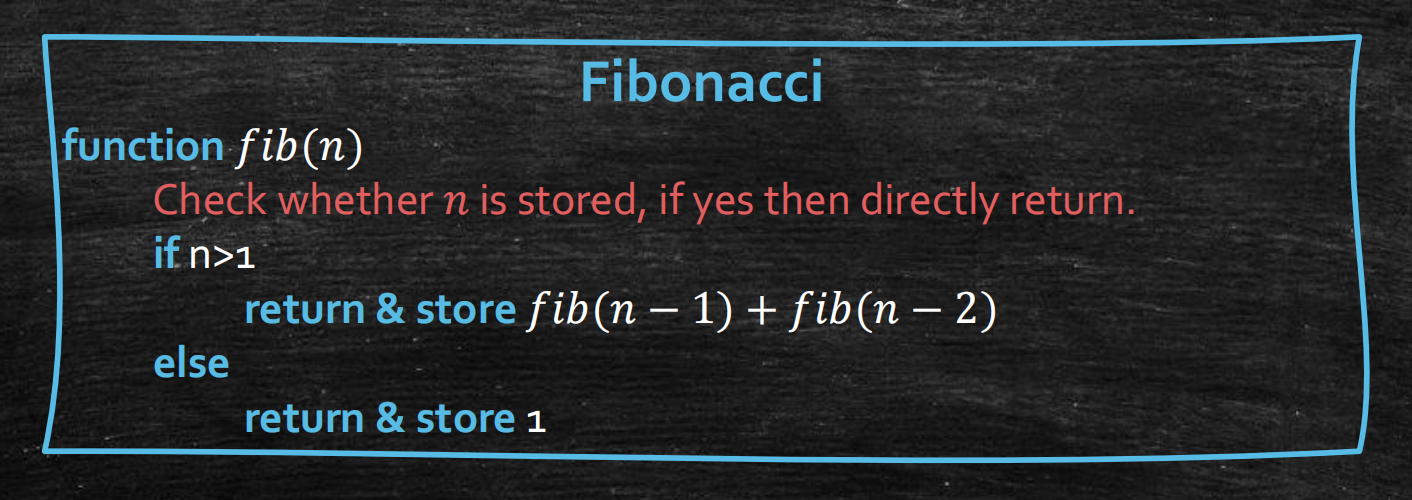 Fibonacci
function fib(n)
Check whether n is stored, if yes then directly return.
if n>1
return & store fib(n − 1) + fib(n − 2)
else
return & store 1